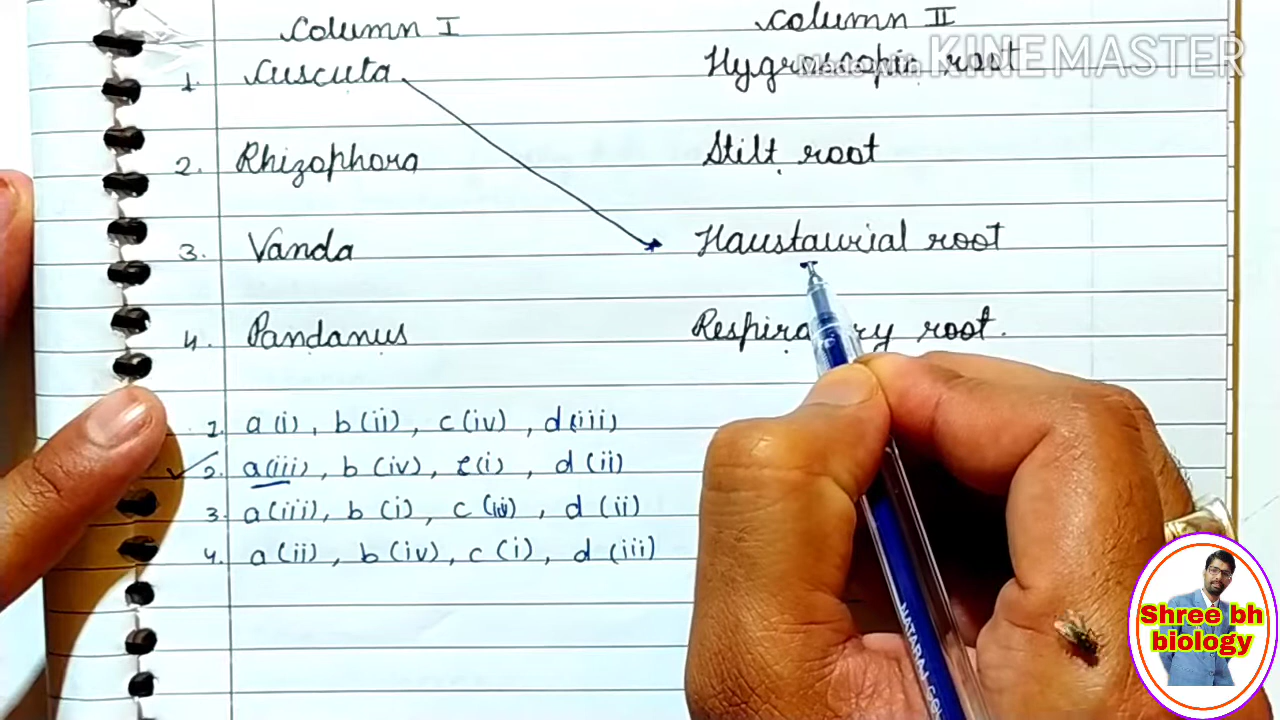 Column I Column II
1. Cuscuta Hygroscopic root
KINEMASTER
2. Rhizophora Stilt root
3. Vanda Haustaurial root
4. Pandanus Respiratory root.
1. a (i), b (ii), c (iv), d (iii)
2. a (iii), b (iv), c (i), d (ii)
3. a (iii), b (i), c (iv), d (ii)
4. a (ii), b (iv), c (i), d (iii)
NATARAJ
Shree bh
biology